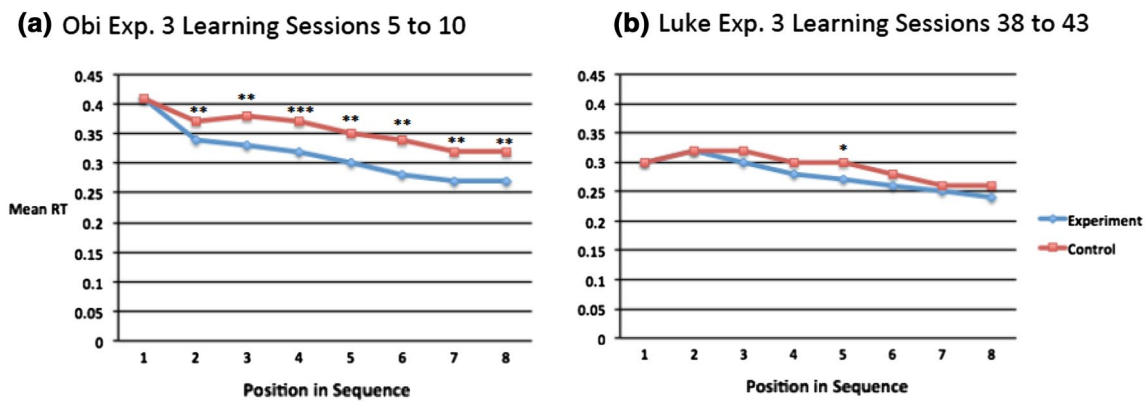 (a) Obi Exp. 3 Learning Sessions 5 to 10
0.45
0.4
0.35
0.3
0.25
0.2
0.15
0.1
0.05
0
Mean RT
** ** *** ** ** ** **
1 2 3 4 5 6 7 8
Position in Sequence
(b) Luke Exp. 3 Learning Sessions 38 to 43
0.45
0.4
0.35
0.3
0.25
0.2
0.15
0.1
0.05
0
*
1 2 3 4 5 6 7 8
Position in Sequence
Experiment
Control